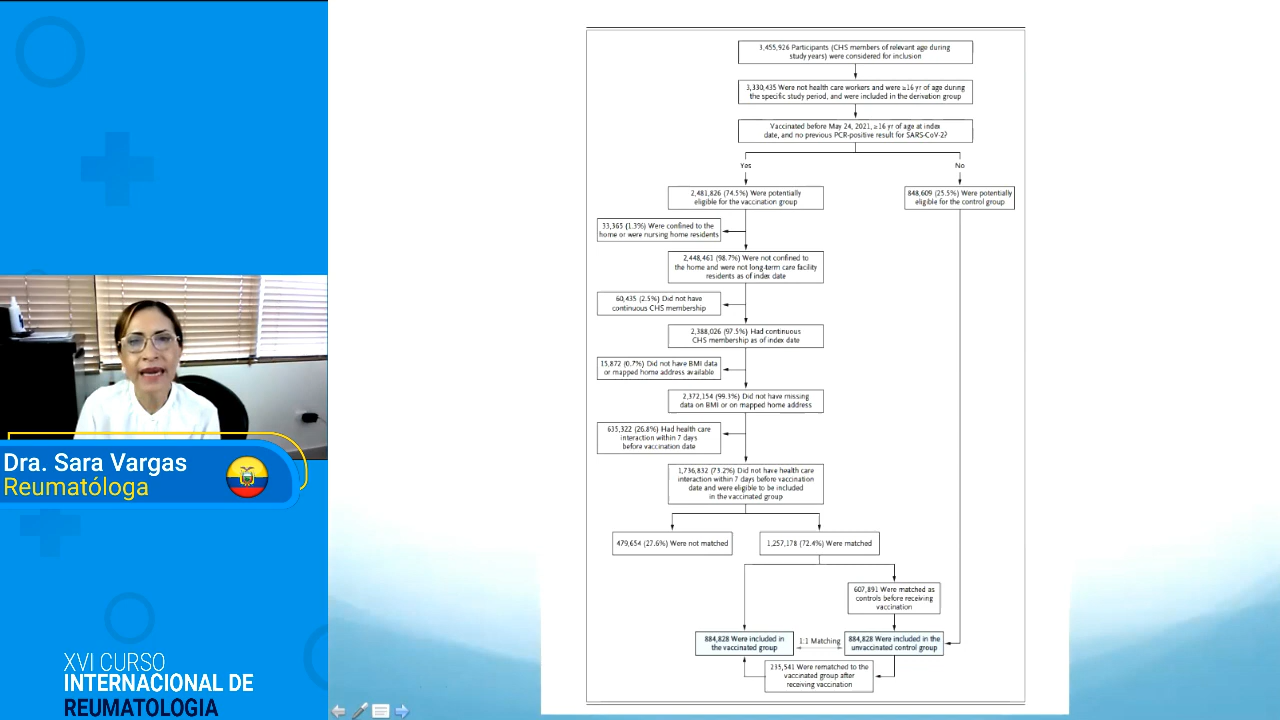 3,455,926 Participants (CHS members of relevant age during
study years) were considered for inclusion
3,330,435 Were not health care workers and were ≥16 yr of age during
the specific study period, and were included in the derivation group
Vaccinated before May 24, 2021, ≥16 yr of age at index
date, and no previous PCR-positive result for SARS-CoV-2?
Yes
No
2,481,826 (74.5%) Were potentially
eligible for the vaccination group
848,609 (25.5%) Were potentially
eligible for the control group
33,365 (1.3%) Were confined to the
home or were nursing home residents
2,448,461 (98.7%) Were not confined to
the home and were not long-term care facility
residents as of index date
60,435 (2.5%) Did not have
continuous CHS membership
2,388,026 (97.5%) Had continuous
CHS membership as of index date
15,872 (0.7%) Did not have BMI data
or mapped home address available
2,372,154 (99.3%) Did not have missing
data on BMI or on mapped home address
635,322 (26.8%) Had health care
interaction within 7 days
before vaccination date
1,736,832 (73.2%) Did not have health care
interaction within 7 days before vaccination
date and were eligible to be included
in the vaccinated group
479,654 (27.6%) Were not matched
1,257,178 (72.4%) Were matched
607,891 Were matched as
controls before receiving
vaccination
884,828 Were included in
the vaccinated group
1:1 Matching
884,828 Were included in the
unvaccinated control group
235,541 Were rematched to the
vaccinated group after
receiving vaccination
Dra. Sara Vargas
Reumatóloga
XVI CURSO
INTERNACIONAL DE
REUMATOLOGIA